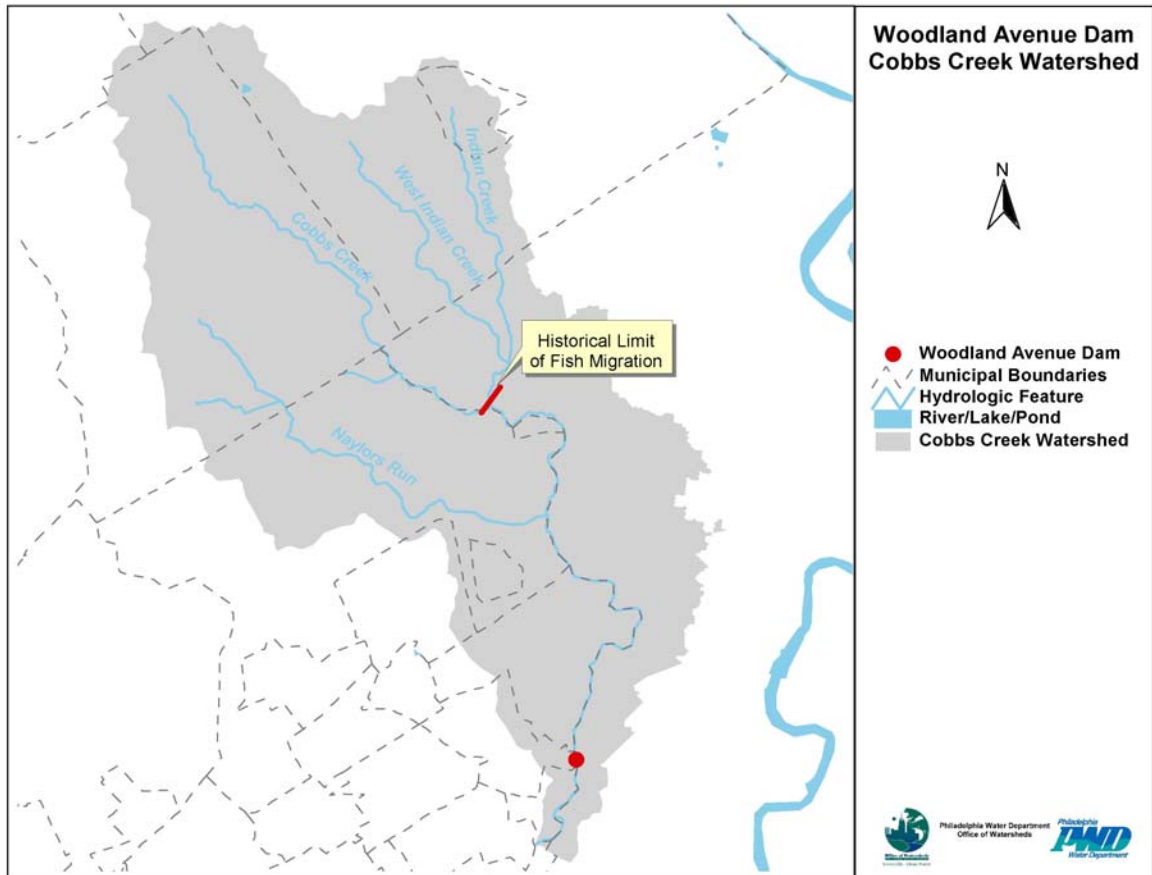 Woodland Avenue Dam
Cobbs Creek Watershed
N
Indian Creek
West Indian Creek
Cobbs Creek
Historical Limit
of Fish Migration
Naylors Run
Woodland Avenue Dam
Municipal Boundaries
Hydrologic Feature
River/Lake/Pond
Cobbs Creek Watershed
Philadelphia Water Department
Office of Watersheds
Philadelphia
PWD
Water Department